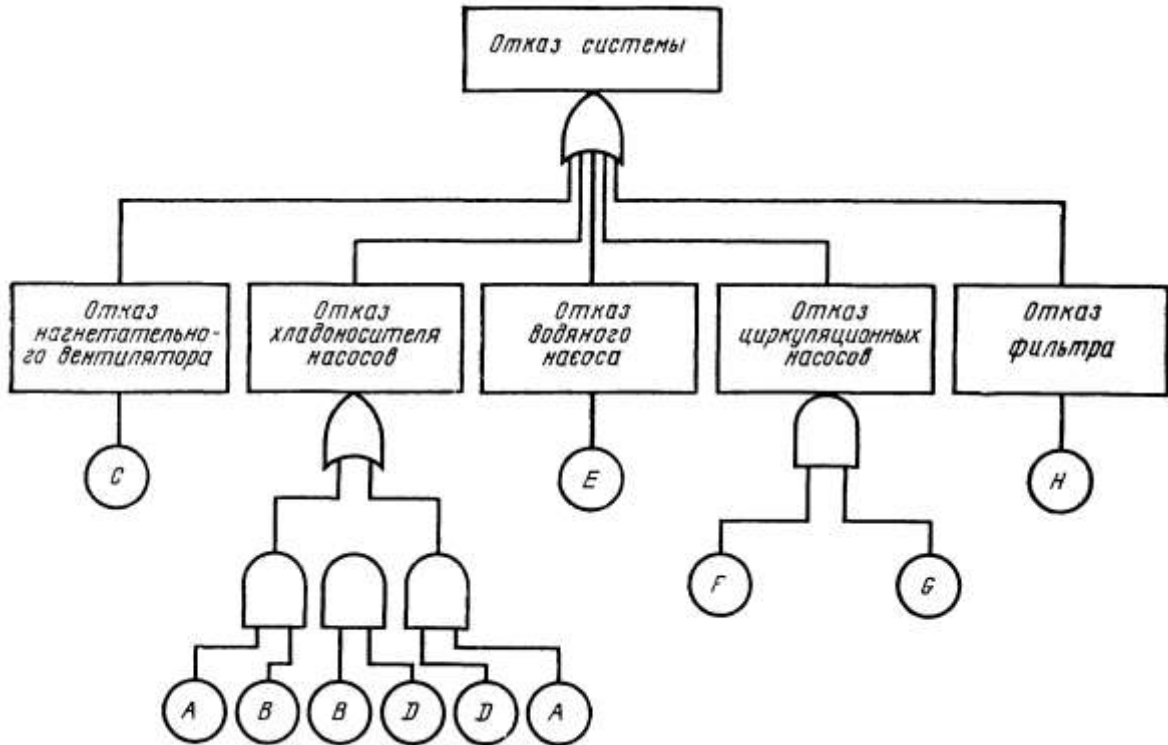 Отказ системы
Отказ
нагнетательно-
го вентилятора
Отказ
хладоносителя
насосов
Отказ
водяного
насоса
Отказ
циркуляционных
насосов
Отказ
фильтра
C
E
H
F
G
A
B
B
D
D
A